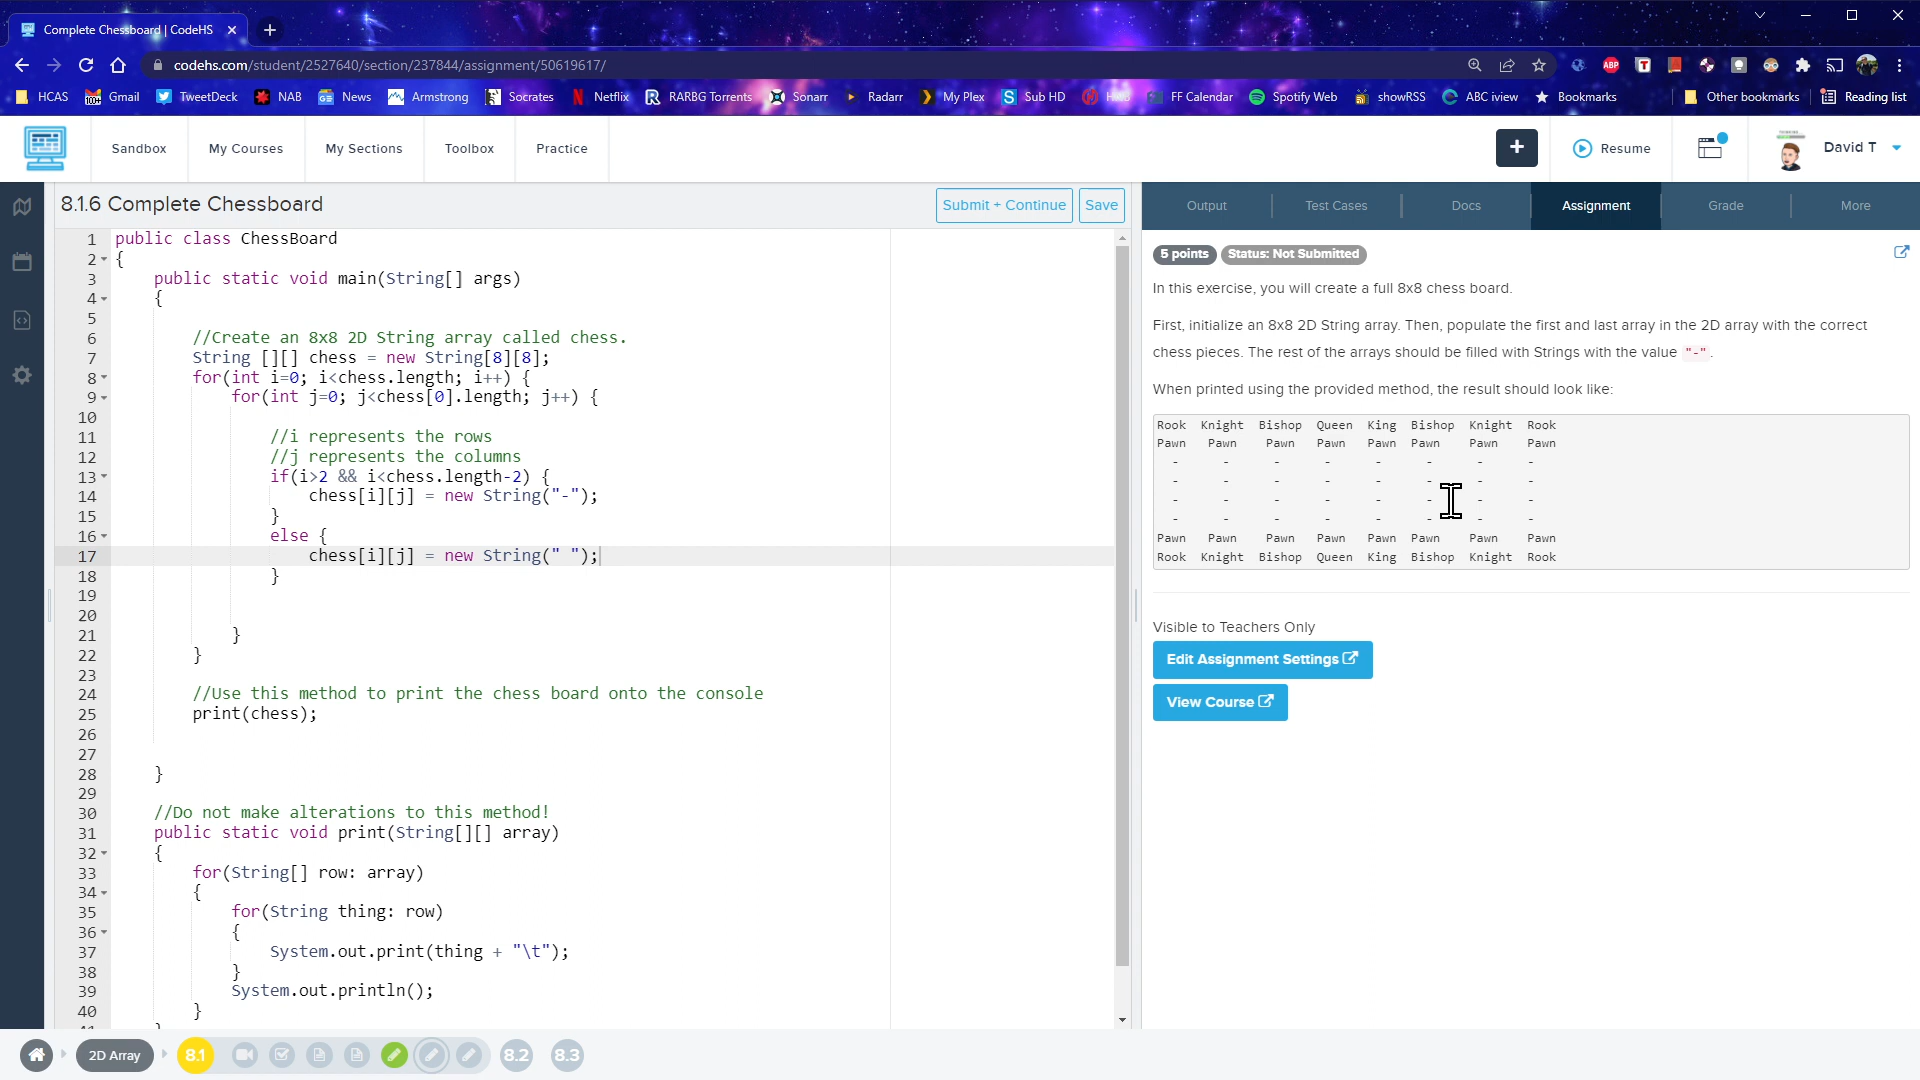 Complete Chessboard | CodeHS
codehs.com/student/2527640/section/237844/assignment/50619617/
HCAS Gmail TweetDeck NAB News Armstrong Socrates Netflix RARBG Torrents Sonarr Radarr My Plex Sub HD FF Calendar Spotify Web showRSS ABC iview Bookmarks Other bookmarks Reading list
Sandbox My Courses My Sections Toolbox Practice + Resume David T
8.1.6 Complete Chessboard Submit + Continue Save
1 public class ChessBoard
2 {
3 public static void main(String[] args)
4 {
5
6 //Create an 8x8 2D String array called chess.
7 String [][] chess = new String[8][8];
8 for(int i=0; i<chess.length; i++) {
9 for(int j=0; j<chess[0].length; j++) {
10
11 //i represents the rows
12 //j represents the columns
13 if(i>2 && i<chess.length-2) {
14 chess[i][j] = new String("-");
15 }
16 else {
17 chess[i][j] = new String(" ");
18 }
19
20
21 }
22 }
23
24 //Use this method to print the chess board onto the console
25 print(chess);
26
27
28 }
29
30 //Do not make alterations to this method!
31 public static void print(String[][] array)
32 {
33 for(String[] row: array)
34 {
35 for(String thing: row)
36 {
37 System.out.print(thing + "\t");
38 }
39 System.out.println();
40 }
41 }
Output Test Cases Docs Assignment Grade More
5 points Status: Not Submitted
In this exercise, you will create a full 8x8 chess board.
First, initialize an 8x8 2D String array. Then, populate the first and last array in the 2D array with the correct
chess pieces. The rest of the arrays should be filled with Strings with the value "-".
When printed using the provided method, the result should look like:
Rook Knight Bishop Queen King Bishop Knight Rook
Pawn Pawn Pawn Pawn Pawn Pawn Pawn Pawn
- - - - - - - -
- - - - - - - -
- - - - - - - -
- - - - - - - -
Pawn Pawn Pawn Pawn Pawn Pawn Pawn Pawn
Rook Knight Bishop Queen King Bishop Knight Rook
Visible to Teachers Only
Edit Assignment Settings
View Course
2D Array 8.1 8.2 8.3